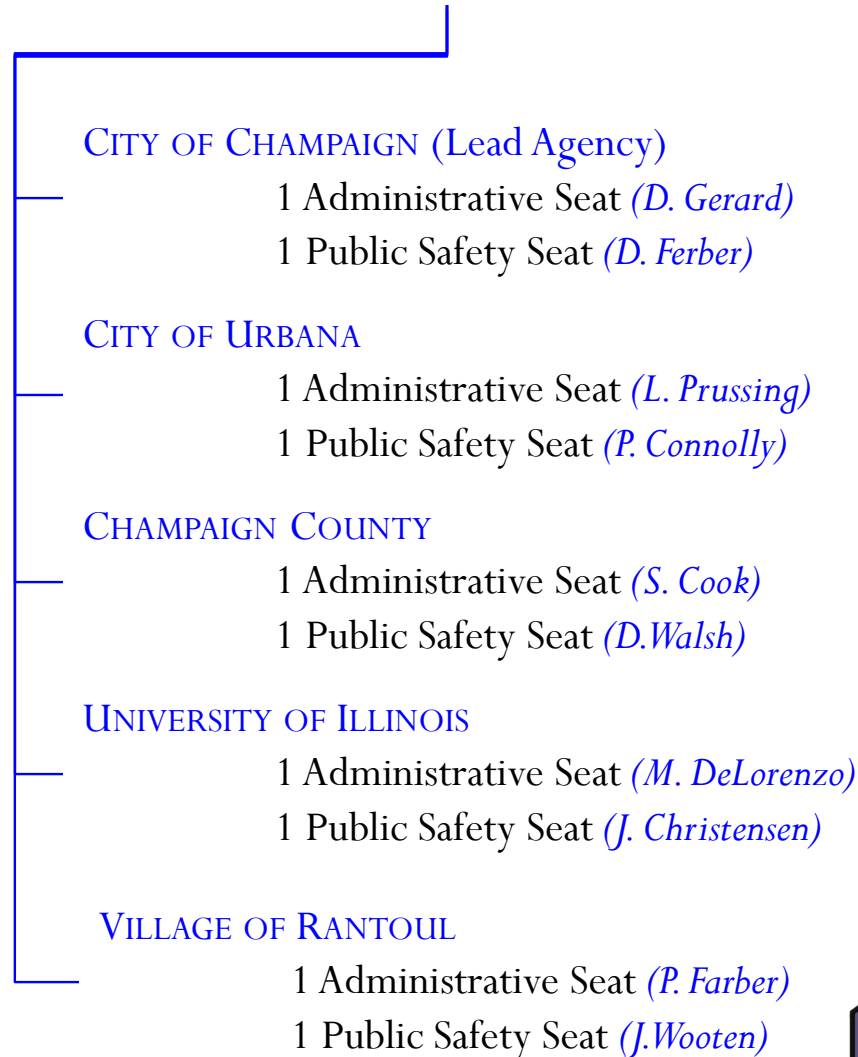 CITY OF CHAMPAIGN (Lead Agency)
1 Administrative Seat (D. Gerard)
1 Public Safety Seat (D. Ferber)
CITY OF URBANA
1 Administrative Seat (L. Prussing)
1 Public Safety Seat (P. Connolly)
CHAMPAIGN COUNTY
1 Administrative Seat (S. Cook)
1 Public Safety Seat (D.Walsh)
UNIVERSITY OF ILLINOIS
1 Administrative Seat (M. DeLorenzo)
1 Public Safety Seat (J. Christensen)
VILLAGE OF RANTOUL
1 Administrative Seat (P. Farber)
1 Public Safety Seat (J.Wooten)